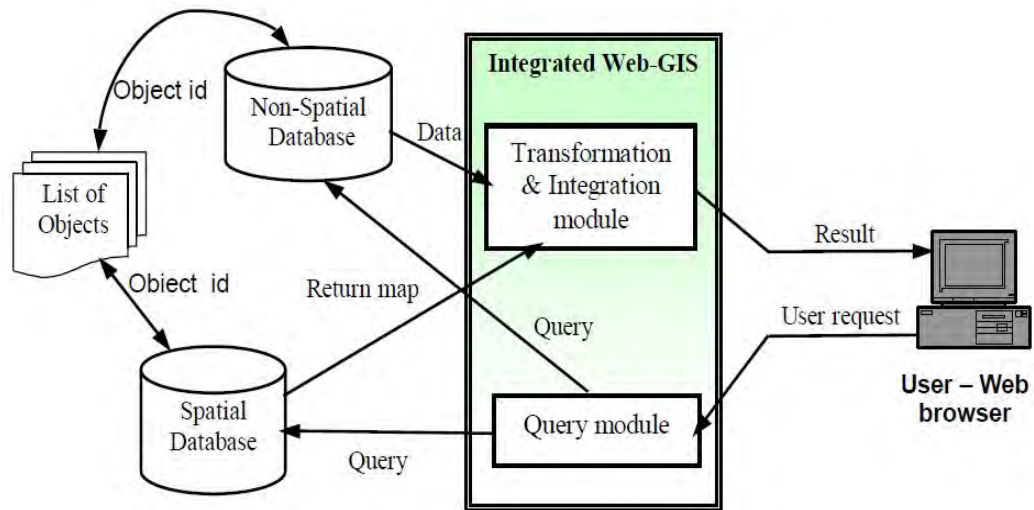 Integrated Web-GIS
Object id
Non-Spatial
Database
Data
Transformation
& Integration
module
List of
Objects
Result
Obiect id
Return map
User request
Query
User – Web
browser
Spatial
Database
Query module
Query